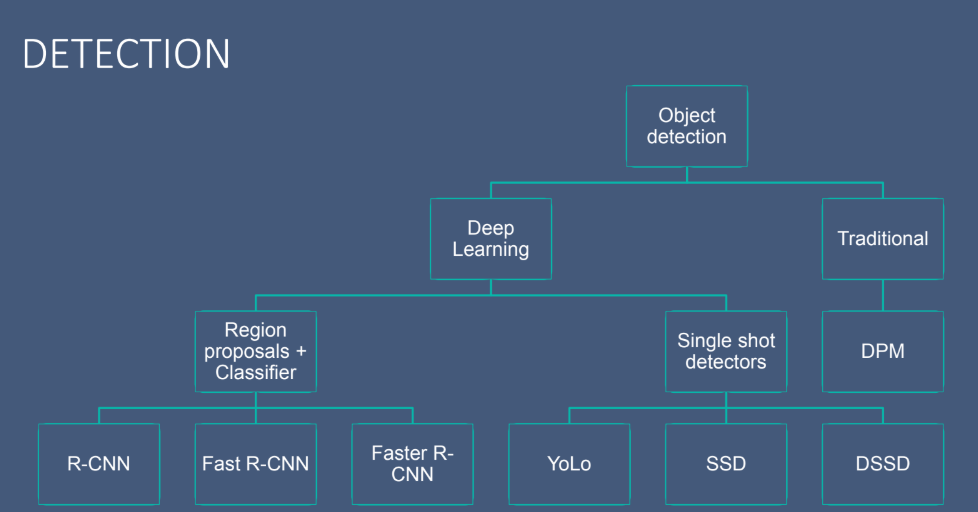 DETECTION
Object
detection
Deep
Learning
Traditional
Region
proposals +
Classifier
Single shot
detectors
DPM
R-CNN
Fast R-CNN
Faster R-
CNN
YoLo
SSD
DSSD